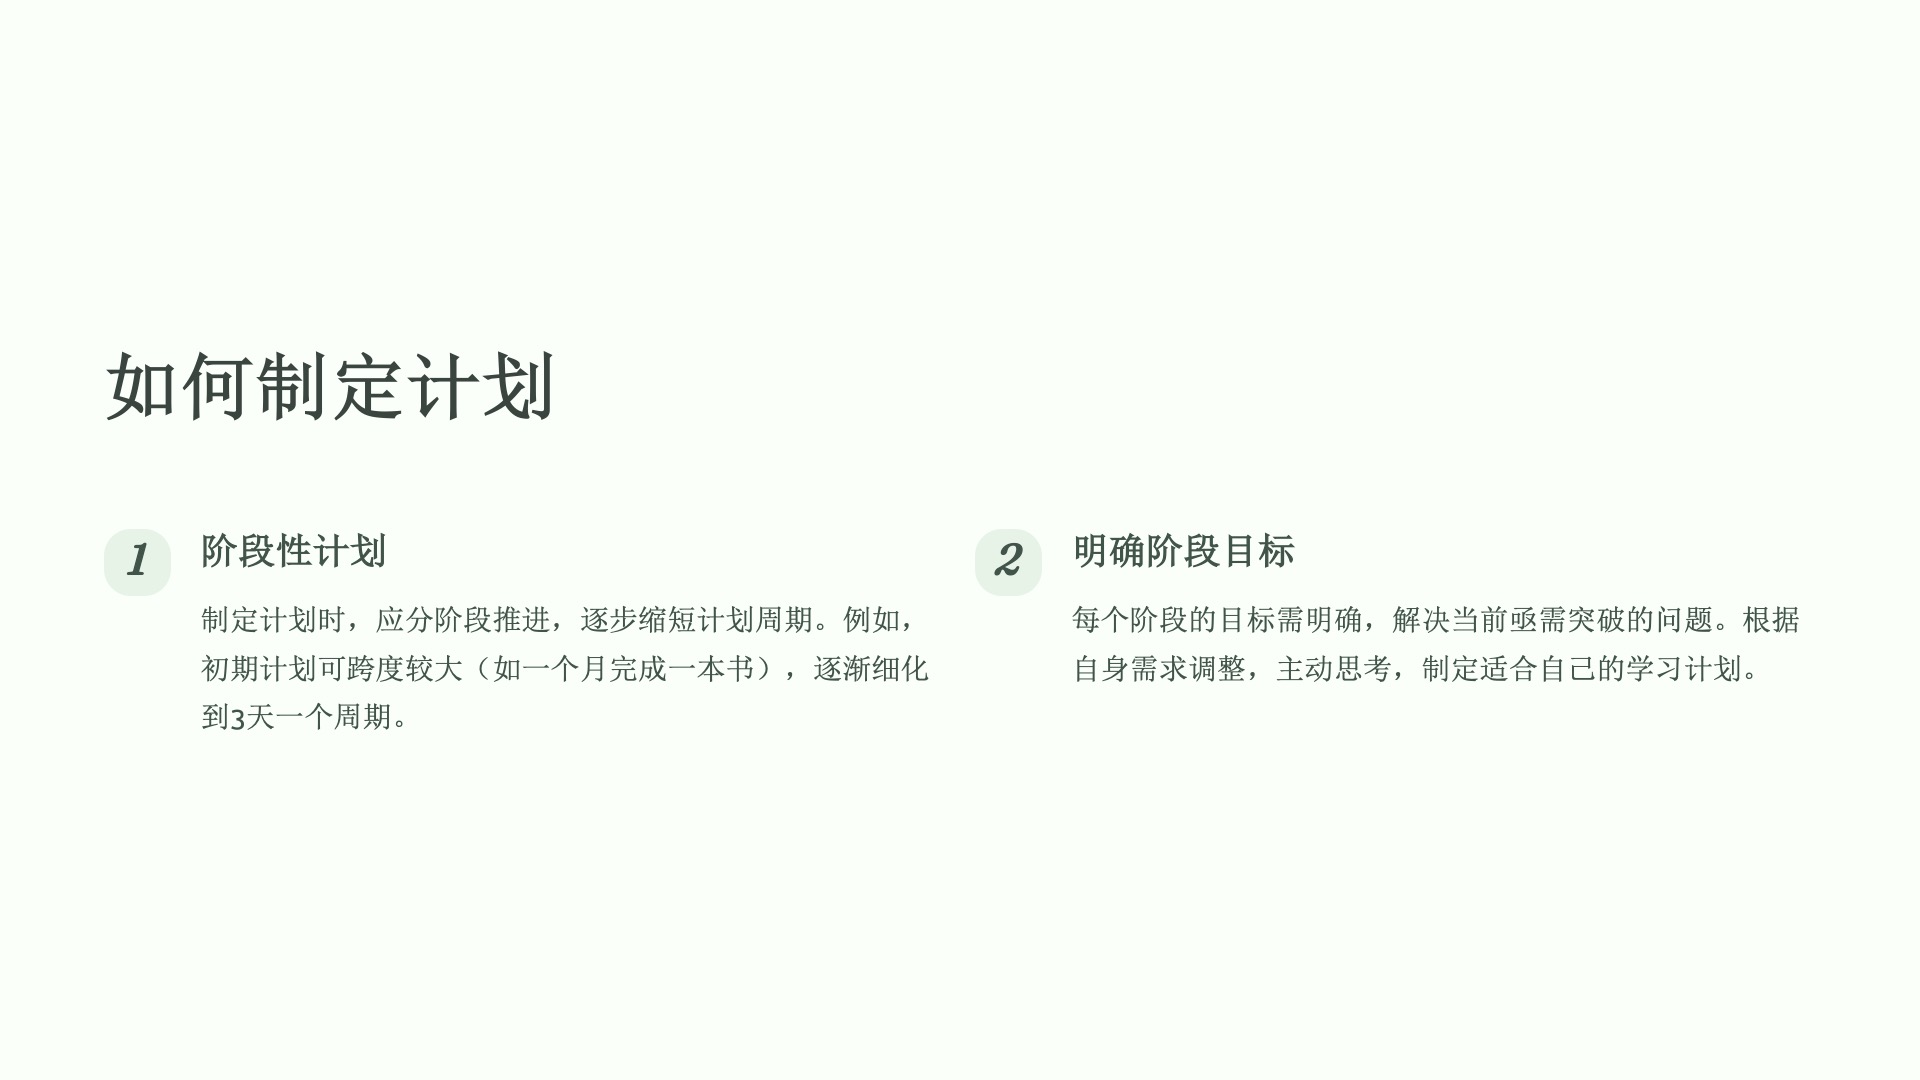 如何制定计划
1
阶段性计划
制定计划时，应分阶段推进，逐步缩短计划周期。例如，
初期计划可跨度较大（如一个月完成一本书），逐渐细化
到3天一个周期。
2
明确阶段目标
每个阶段的目标需明确，解决当前亟需突破的问题。根据
自身需求调整，主动思考，制定适合自己的学习计划。